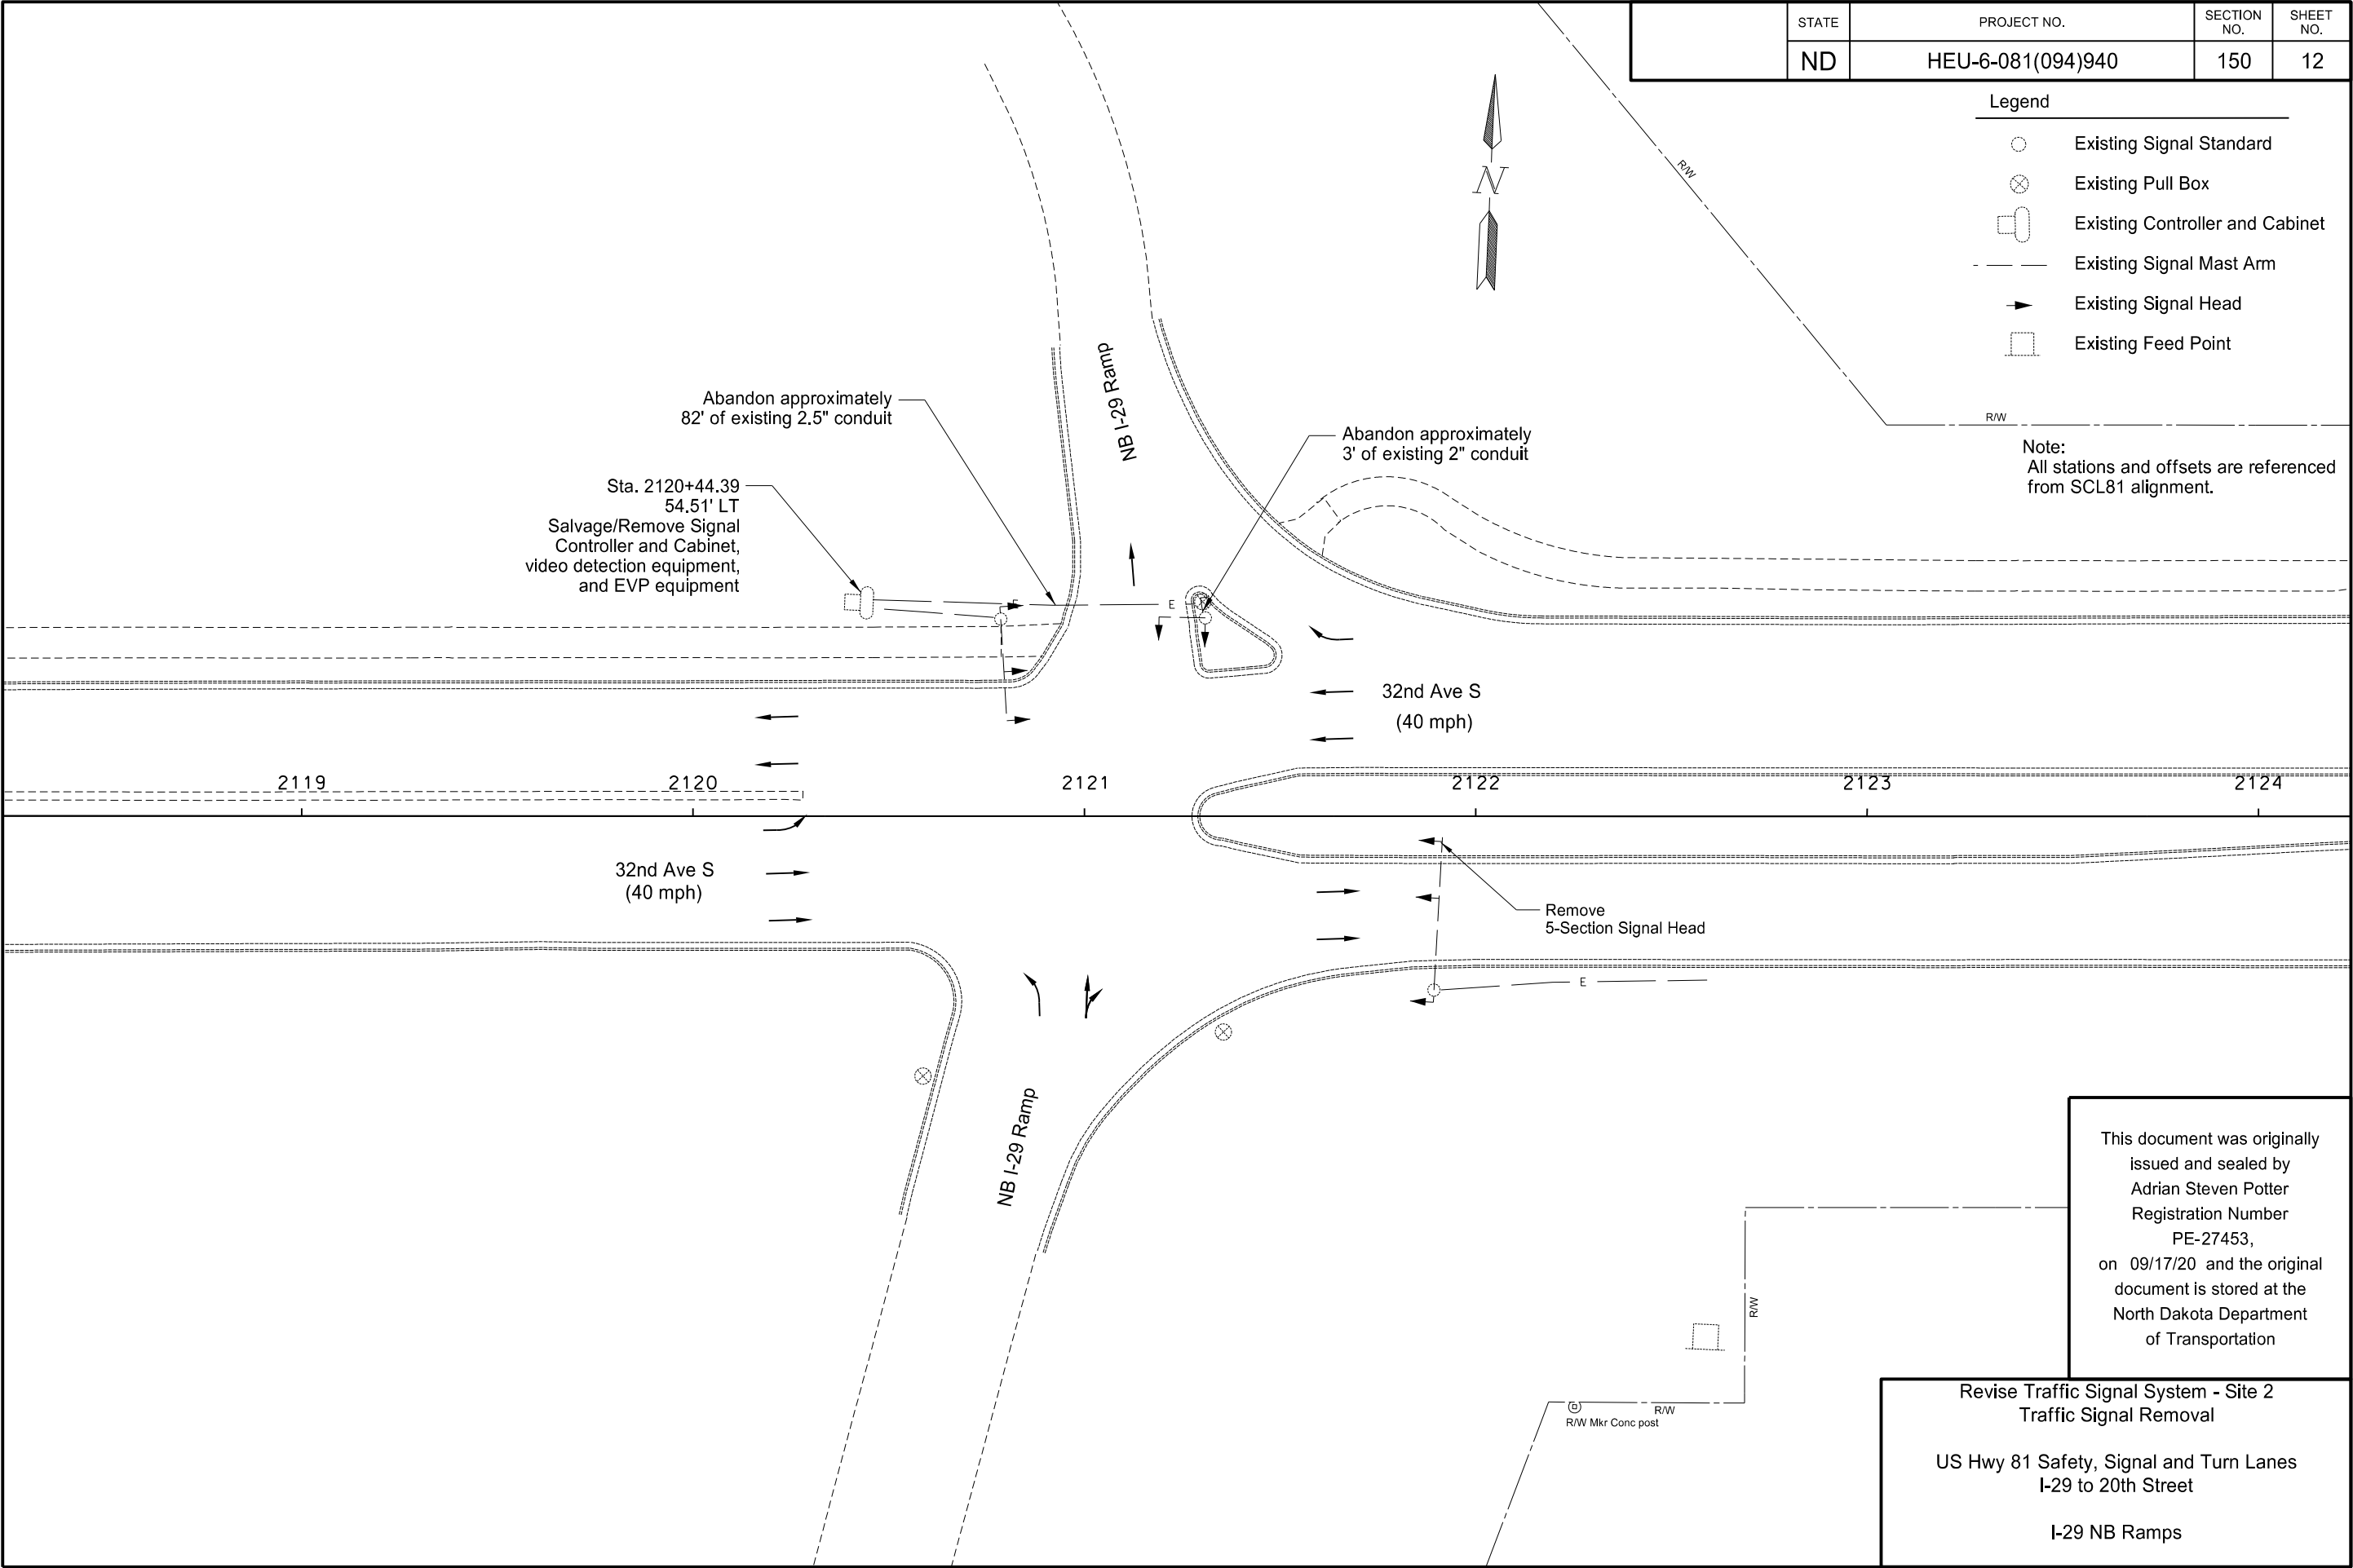 STATE
PROJECT NO.
SECTION
NO.
SHEET
NO.
ND
HEU-6-081(094)940
150
12
Legend
Existing Signal Standard
Existing Pull Box
Existing Controller and Cabinet
Existing Signal Mast Arm
Existing Signal Head
Existing Feed Point
N
R/W
R/W
Note:
All stations and offsets are referenced
from SCL81 alignment.
NB I-29 Ramp
Abandon approximately
82' of existing 2.5" conduit
Abandon approximately
3' of existing 2" conduit
Sta. 2120+44.39
54.51' LT
Salvage/Remove Signal
Controller and Cabinet,
video detection equipment,
and EVP equipment
E
E
32nd Ave S
(40 mph)
2119
2120
2121
2122
2123
2124
32nd Ave S
(40 mph)
Remove
5-Section Signal Head
E
NB I-29 Ramp
R/W
R/W
R/W Mkr Conc post
This document was originally
issued and sealed by
Adrian Steven Potter
Registration Number
PE-27453,
on 09/17/20 and the original
document is stored at the
North Dakota Department
of Transportation
Revise Traffic Signal System - Site 2
Traffic Signal Removal
US Hwy 81 Safety, Signal and Turn Lanes
I-29 to 20th Street
I-29 NB Ramps